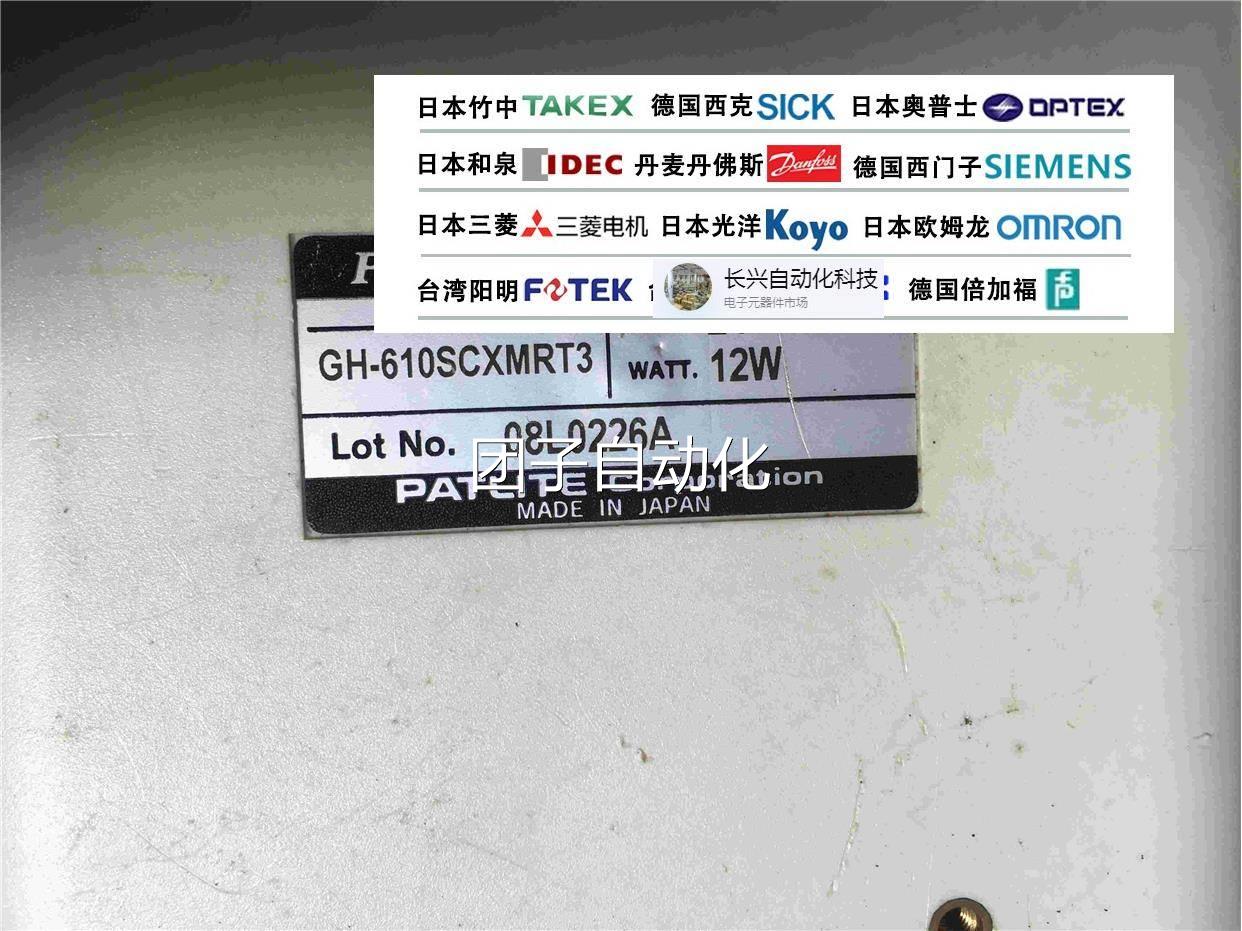 日本竹中 TAKEX 德国西克 SICK 日本奥普士 OPTEX
日本和泉 IDEC 丹麦丹佛斯 Danfoss 德国西门子 SIEMENS
日本三菱 三菱电机 日本光洋 Koyo 日本欧姆龙 OMRON
台湾阳明 FOTEK 长兴自动化科技 德国倍加福
电子元器件市场
GH-610SCXMRT3 WATT. 12W
Lot No. 08L0226A
团子自动化
PATLITE Corporation
MADE IN JAPAN